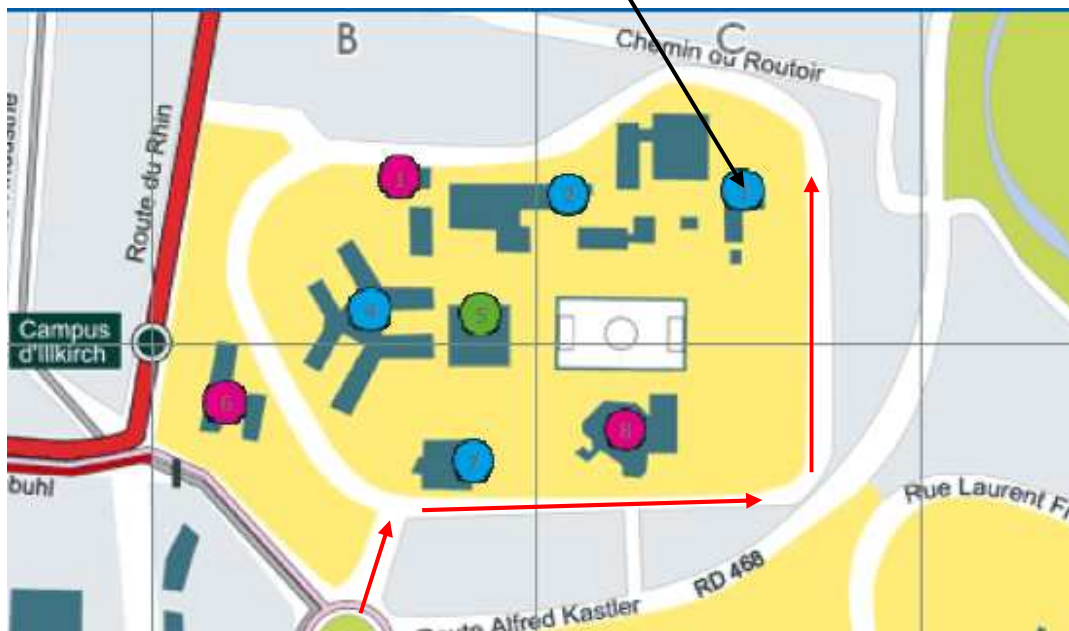 B
C
Chemin du Routoir
Route du Rhin
2
4
5
Campus
d'Illkirch
6
8
7
buhl
Rue Laurent F
RD 468
Route Alfred Kastler